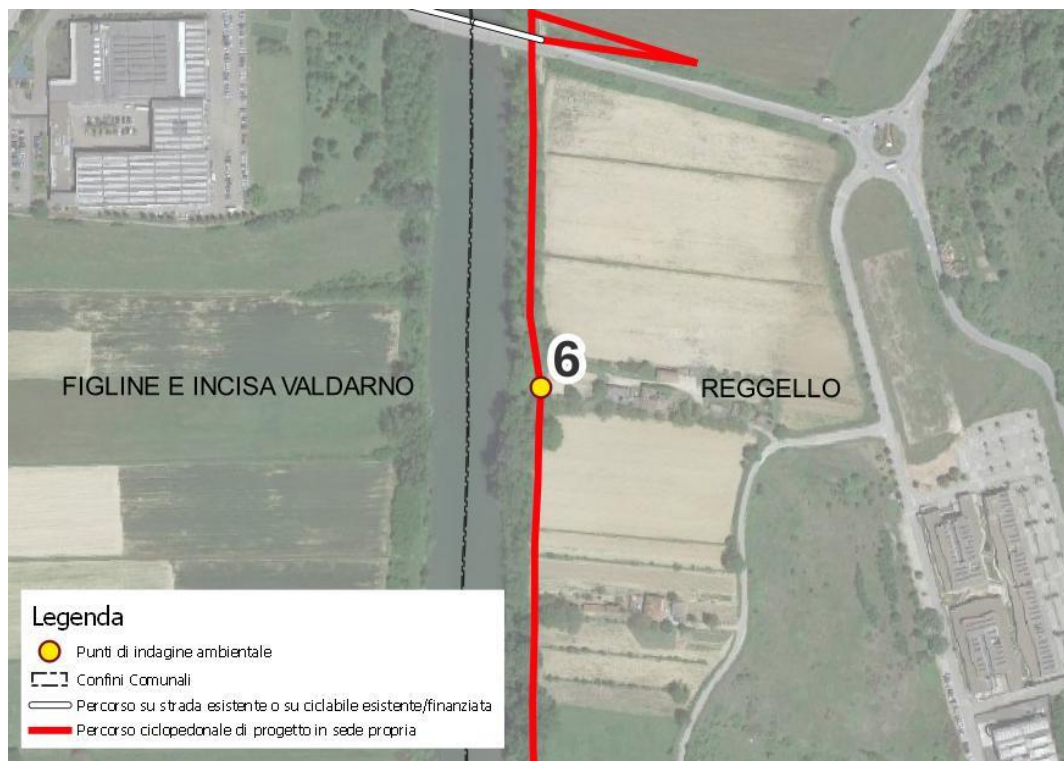 6
FIGLINE E INCISA VALDARNO
REGGELLO
Legenda
Punti di indagine ambientale
Confini Comunali
Percorso su strada esistente o su ciclabile esistente/finanziata
Percorso ciclopedonale di progetto in sede propria